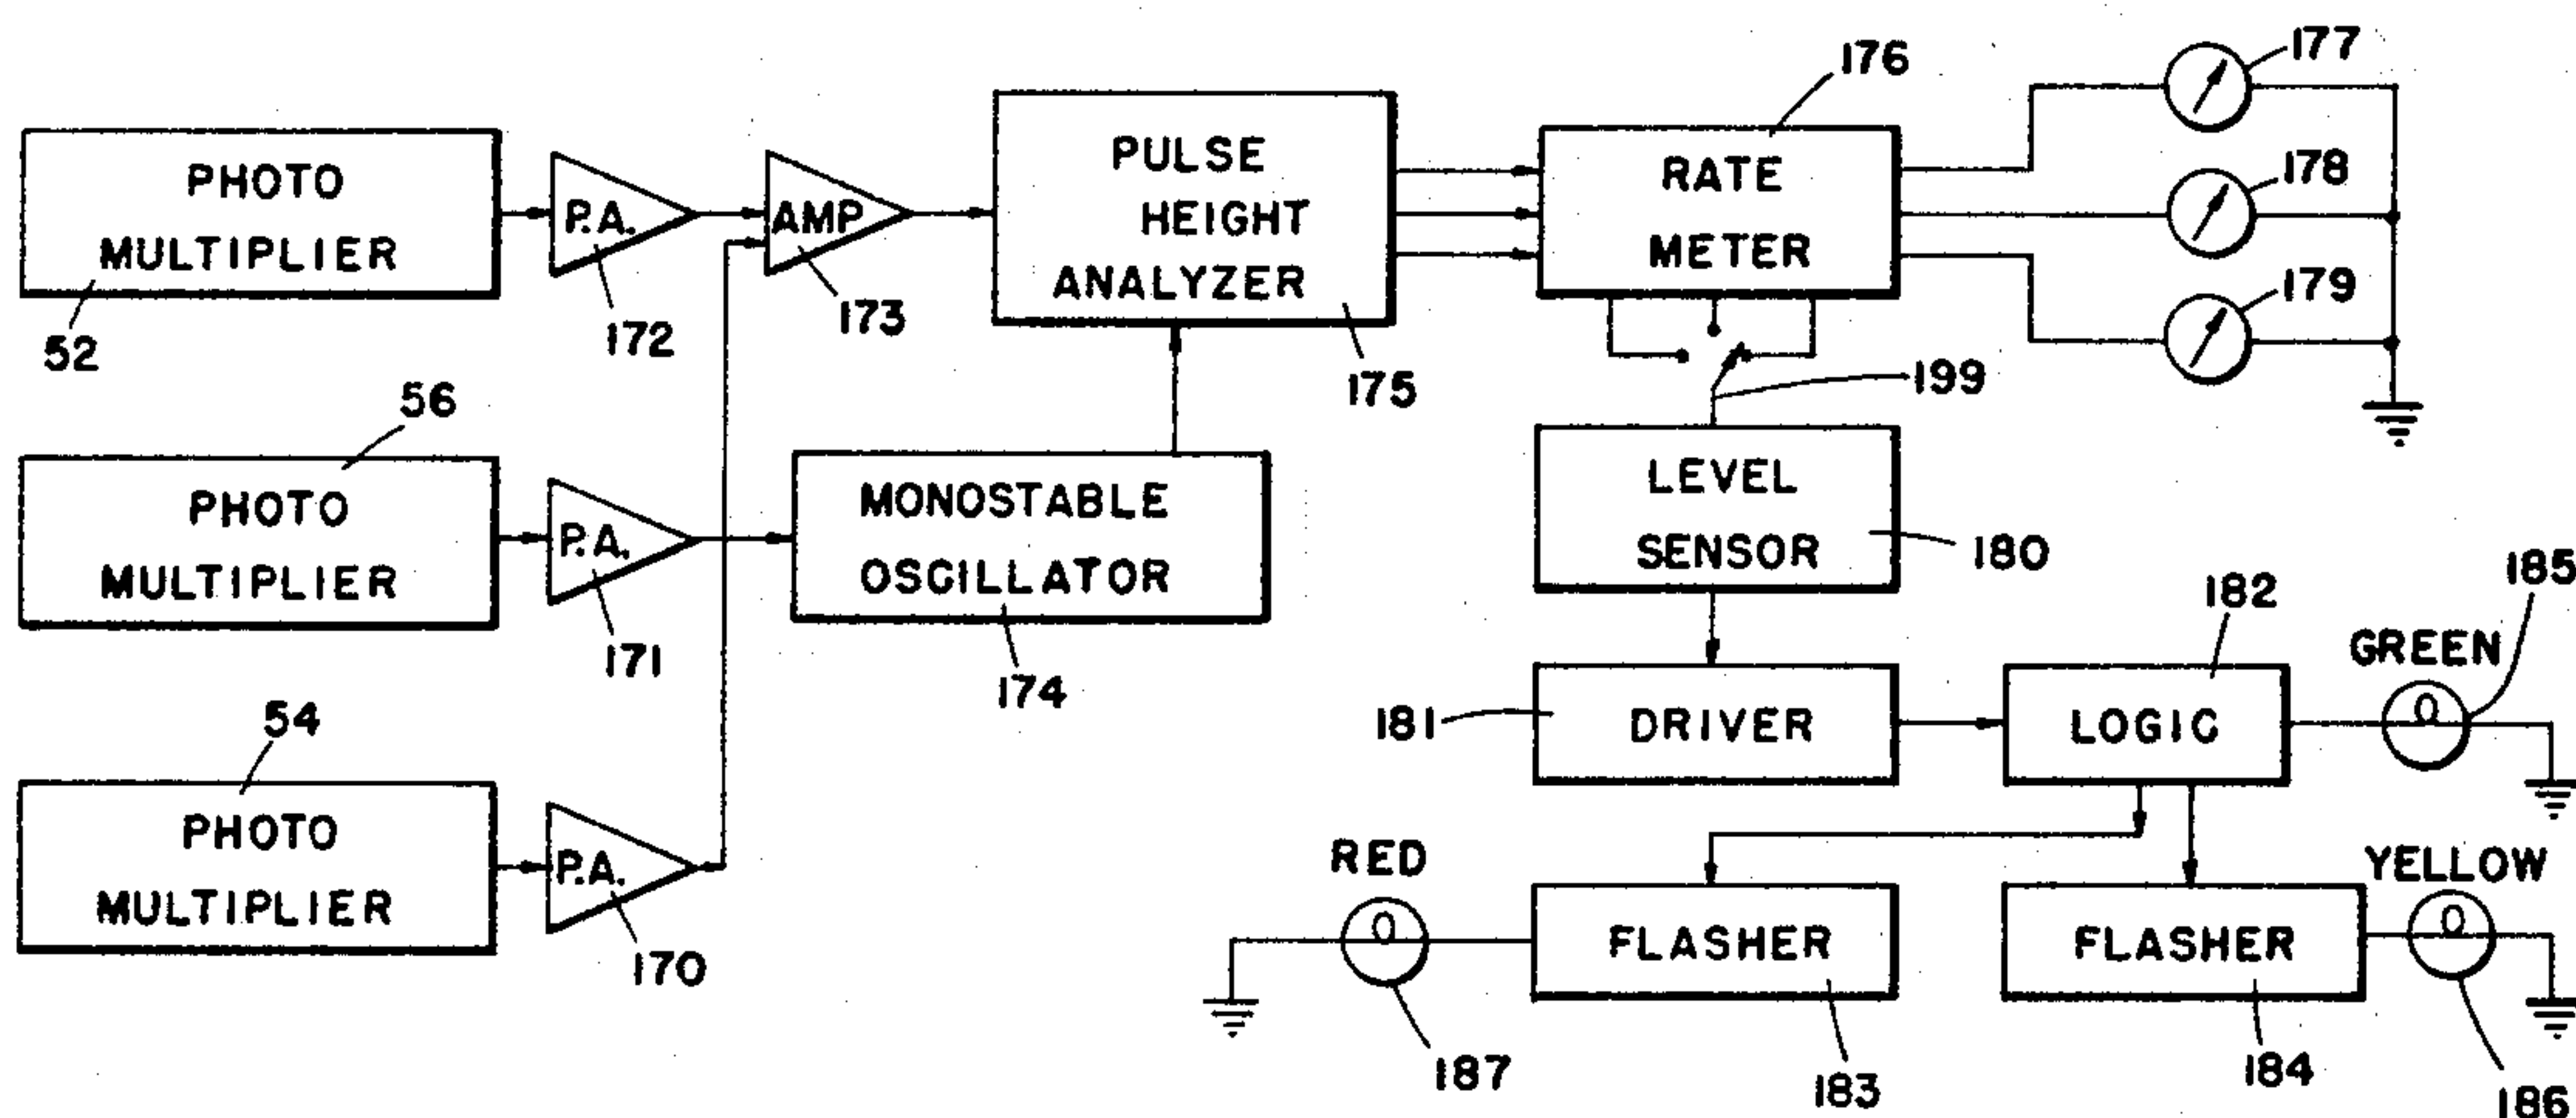 PHOTO
MULTIPLIER
52
P.A.
172
AMP
173
PULSE
HEIGHT
ANALYZER
175
RATE
METER
176
177
178
179
199
56
PHOTO
MULTIPLIER
P.A.
171
MONOSTABLE
OSCILLATOR
174
LEVEL
SENSOR
180
54
PHOTO
MULTIPLIER
P.A.
170
181
DRIVER
182
LOGIC
GREEN
185
RED
187
FLASHER
183
FLASHER
184
YELLOW
186